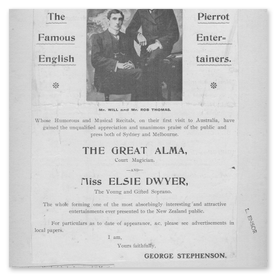 The Pierrot
Famous Enter-
English tainers.
Mr. WILL and Mr. ROB THOMAS.
Whose Humorous and Musical Recitals, on their first visit to Australia, have
gained the unqualified appreciation and unanimous praise of the public and
press both of Sydney and Melbourne.
THE GREAT ALMA,
Court Magician,
—AND—
Miss ELSIE DWYER,
The Young and Gifted Soprano,
The whole forming one of the most absorbingly interesting and attractive
entertainments ever presented to the New Zealand public.
For particulars as to date of appearance, &c., please see advertisements in
local papers.
I am,
Yours faithfully,
GEORGE STEPHENSON.